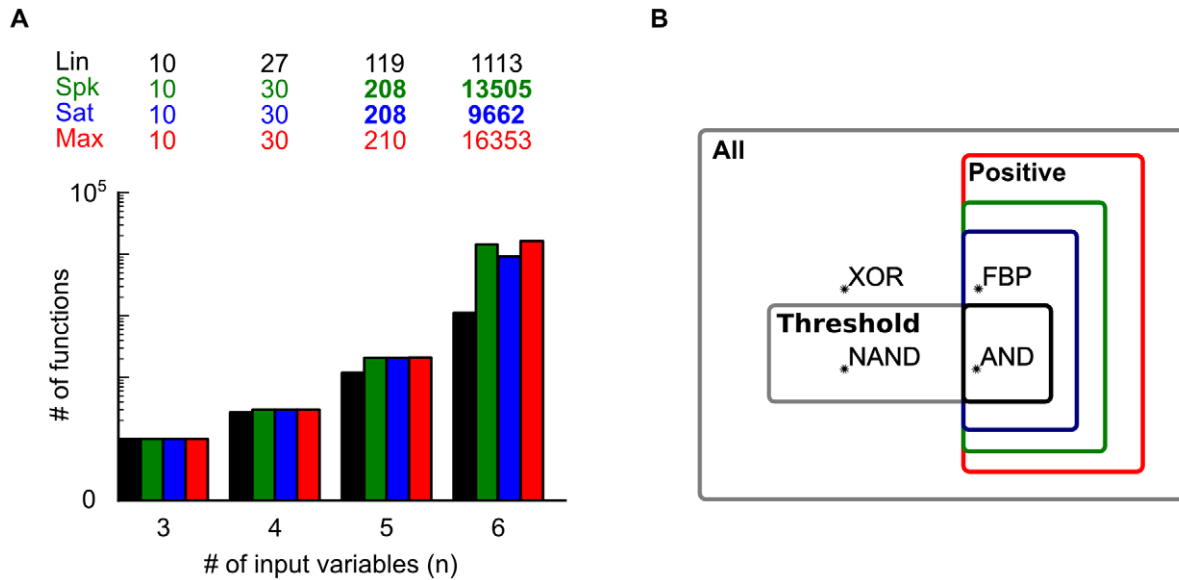 A
Lin 10 27 119 1113
Spk 10 30 208 13505
Sat 10 30 208 9662
Max 10 30 210 16353
10⁵
# of functions
0
3 4 5 6
# of input variables (n)
B
All
Positive
XOR FBP
Threshold
NAND AND